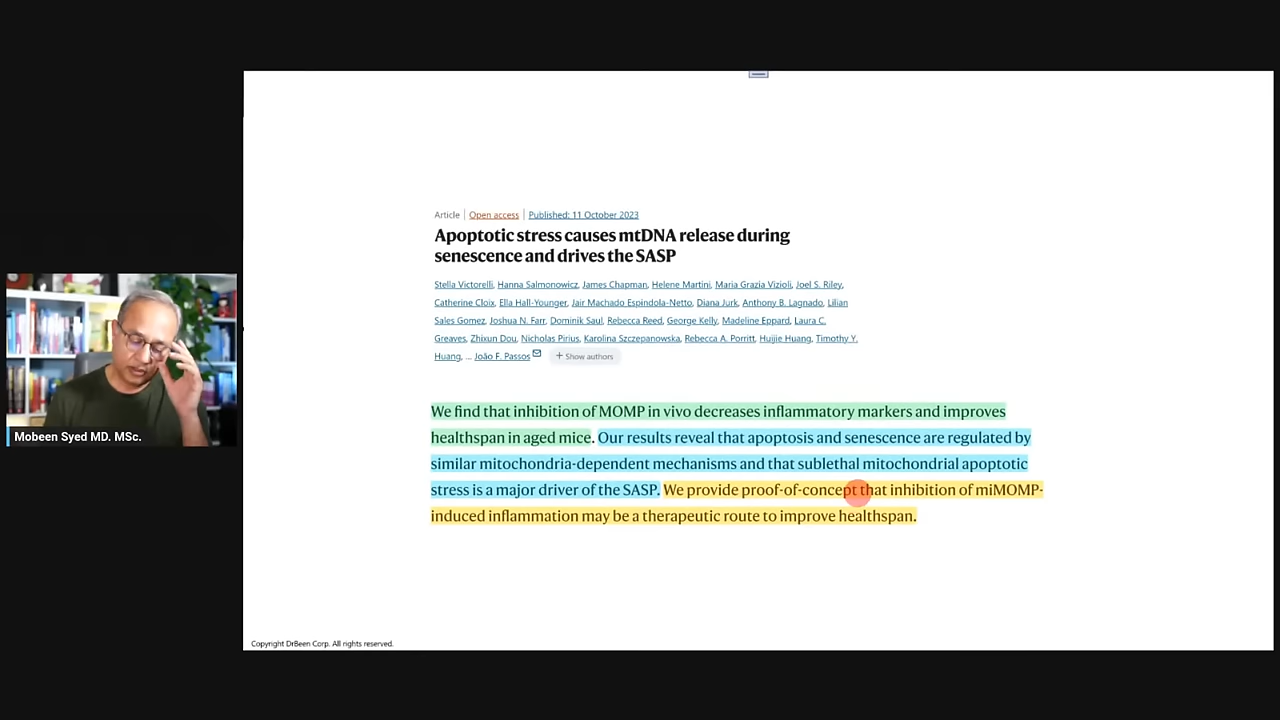 Article | Open access | Published: 11 October 2023
Apoptotic stress causes mtDNA release during
senescence and drives the SASP
Stella Victorelli, Hanna Salmonowicz, James Chapman, Helene Martini, Maria Grazia Vizioli, Joel S. Riley,
Catherine Cloix, Ella Hall-Younger, Jair Machado Espindola-Netto, Diana Jurk, Anthony B. Lagnado, Lilian
Sales Gomez, Joshua N. Farr, Dominik Saul, Rebecca Reed, George Kelly, Madeline Eppard, Laura C.
Greaves, Zhixun Dou, Nicholas Pirius, Karolina Szczepanowska, Rebecca A. Porritt, Huijie Huang, Timothy Y.
Huang, ... João F. Passos + Show authors
We find that inhibition of MOMP in vivo decreases inflammatory markers and improves
healthspan in aged mice. Our results reveal that apoptosis and senescence are regulated by
similar mitochondria-dependent mechanisms and that sublethal mitochondrial apoptotic
stress is a major driver of the SASP. We provide proof-of-concept that inhibition of miMOMP-
induced inflammation may be a therapeutic route to improve healthspan.
Mobeen Syed MD. MSc.
Copyright DrBeen Corp. All rights reserved.